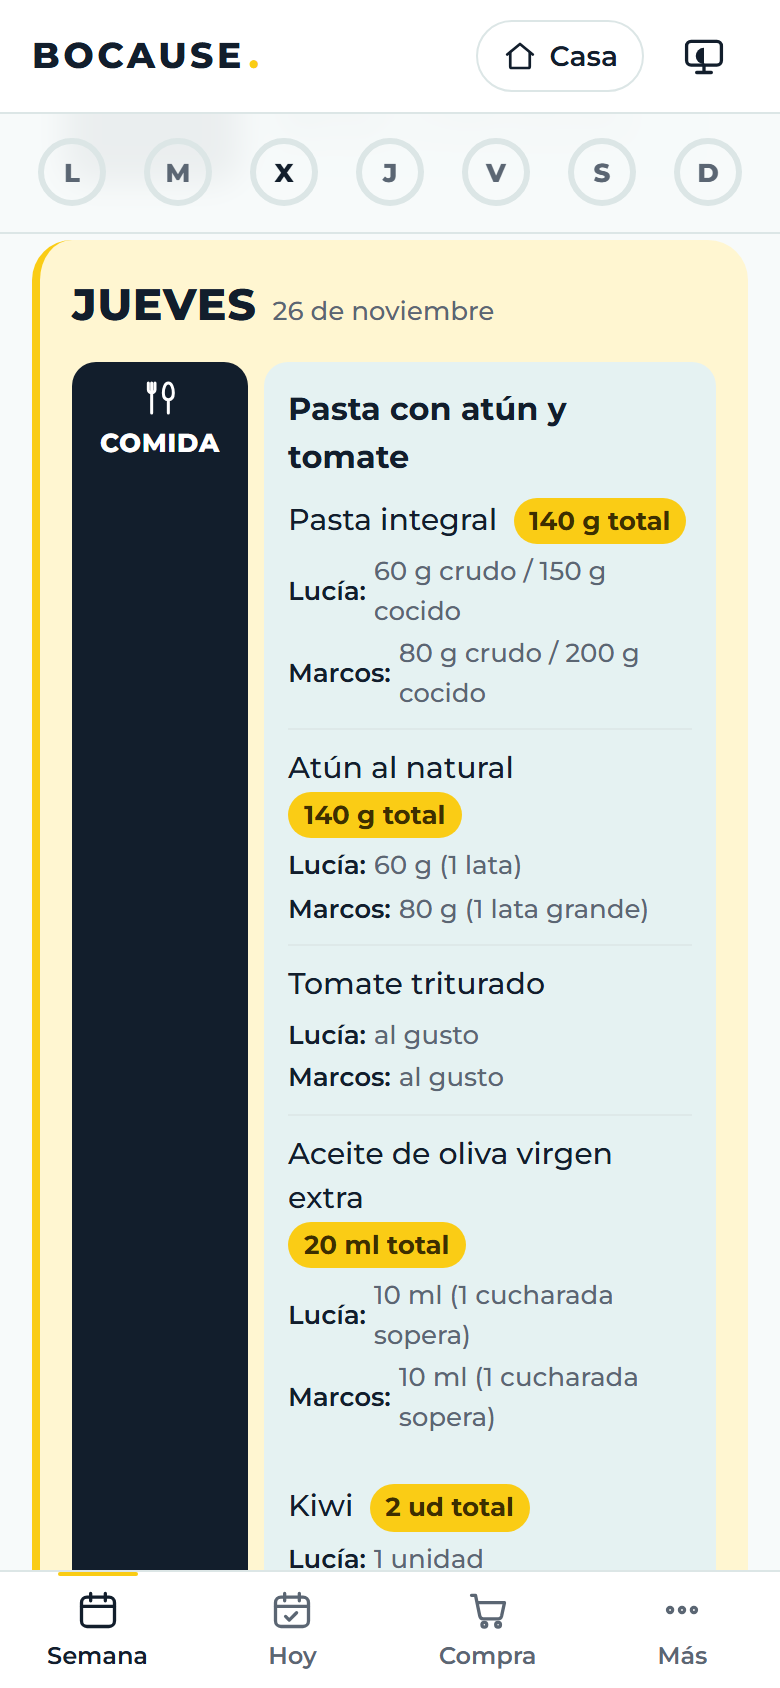 BOCAUSE.
Casa
L M X J V S D
JUEVES 26 de noviembre
COMIDA
Pasta con atún y
tomate
Pasta integral 140 g total
Lucía: 60 g crudo / 150 g
cocido
Marcos: 80 g crudo / 200 g
cocido
Atún al natural
140 g total
Lucía: 60 g (1 lata)
Marcos: 80 g (1 lata grande)
Tomate triturado
Lucía: al gusto
Marcos: al gusto
Aceite de oliva virgen
extra
20 ml total
Lucía: 10 ml (1 cucharada
sopera)
Marcos: 10 ml (1 cucharada
sopera)
Kiwi 2 ud total
Lucía: 1 unidad
Semana Hoy Compra Más